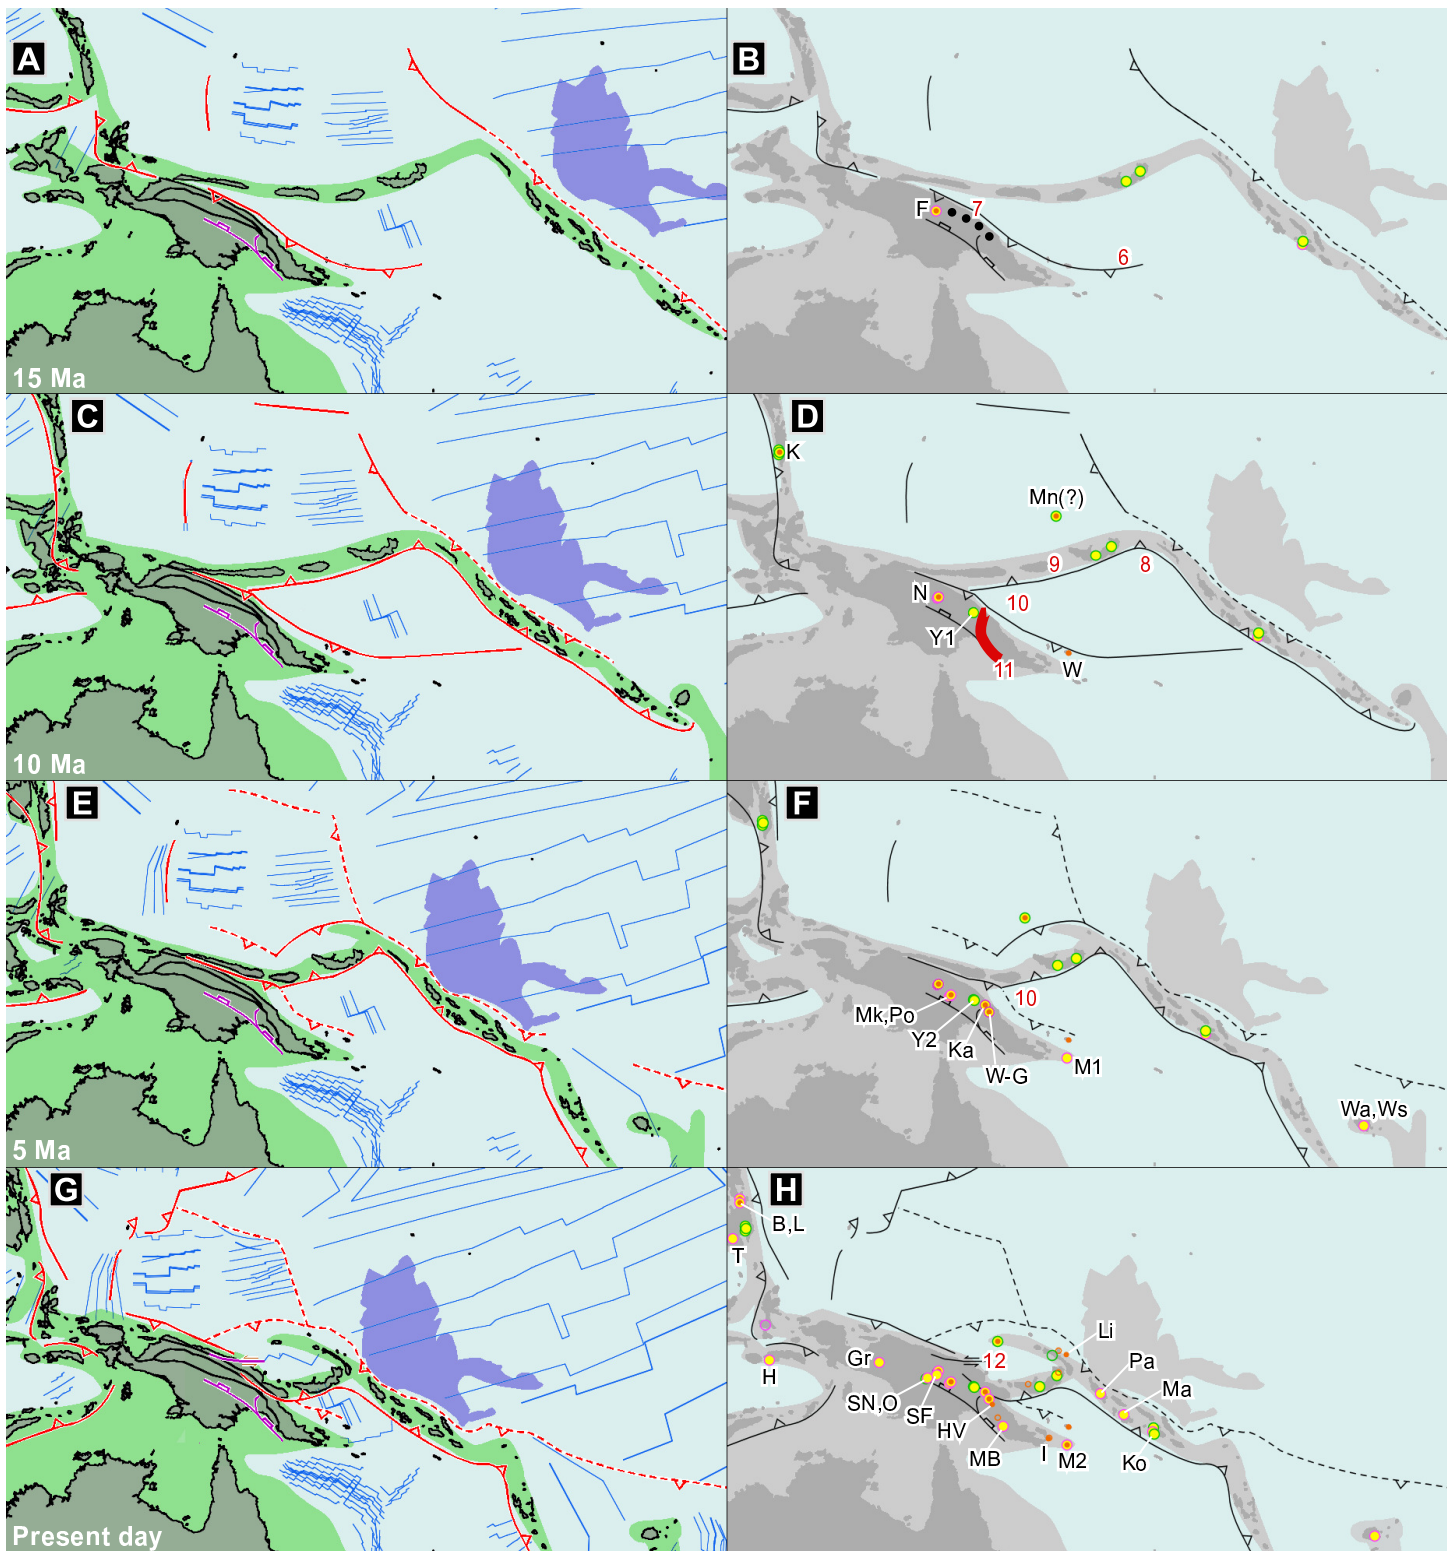 A
15 Ma
B
F
7
6
C
10 Ma
D
K
Mn(?)
9
8
N
10
Y1
11
W
E
5 Ma
F
10
Mk,Po
Y2
Ka
W-G
M1
Wa,Ws
G
Present day
H
B,L
T
H
Gr
12
Li
Pa
Ma
SN,O
SF
HV
MB
I
M2
Ko